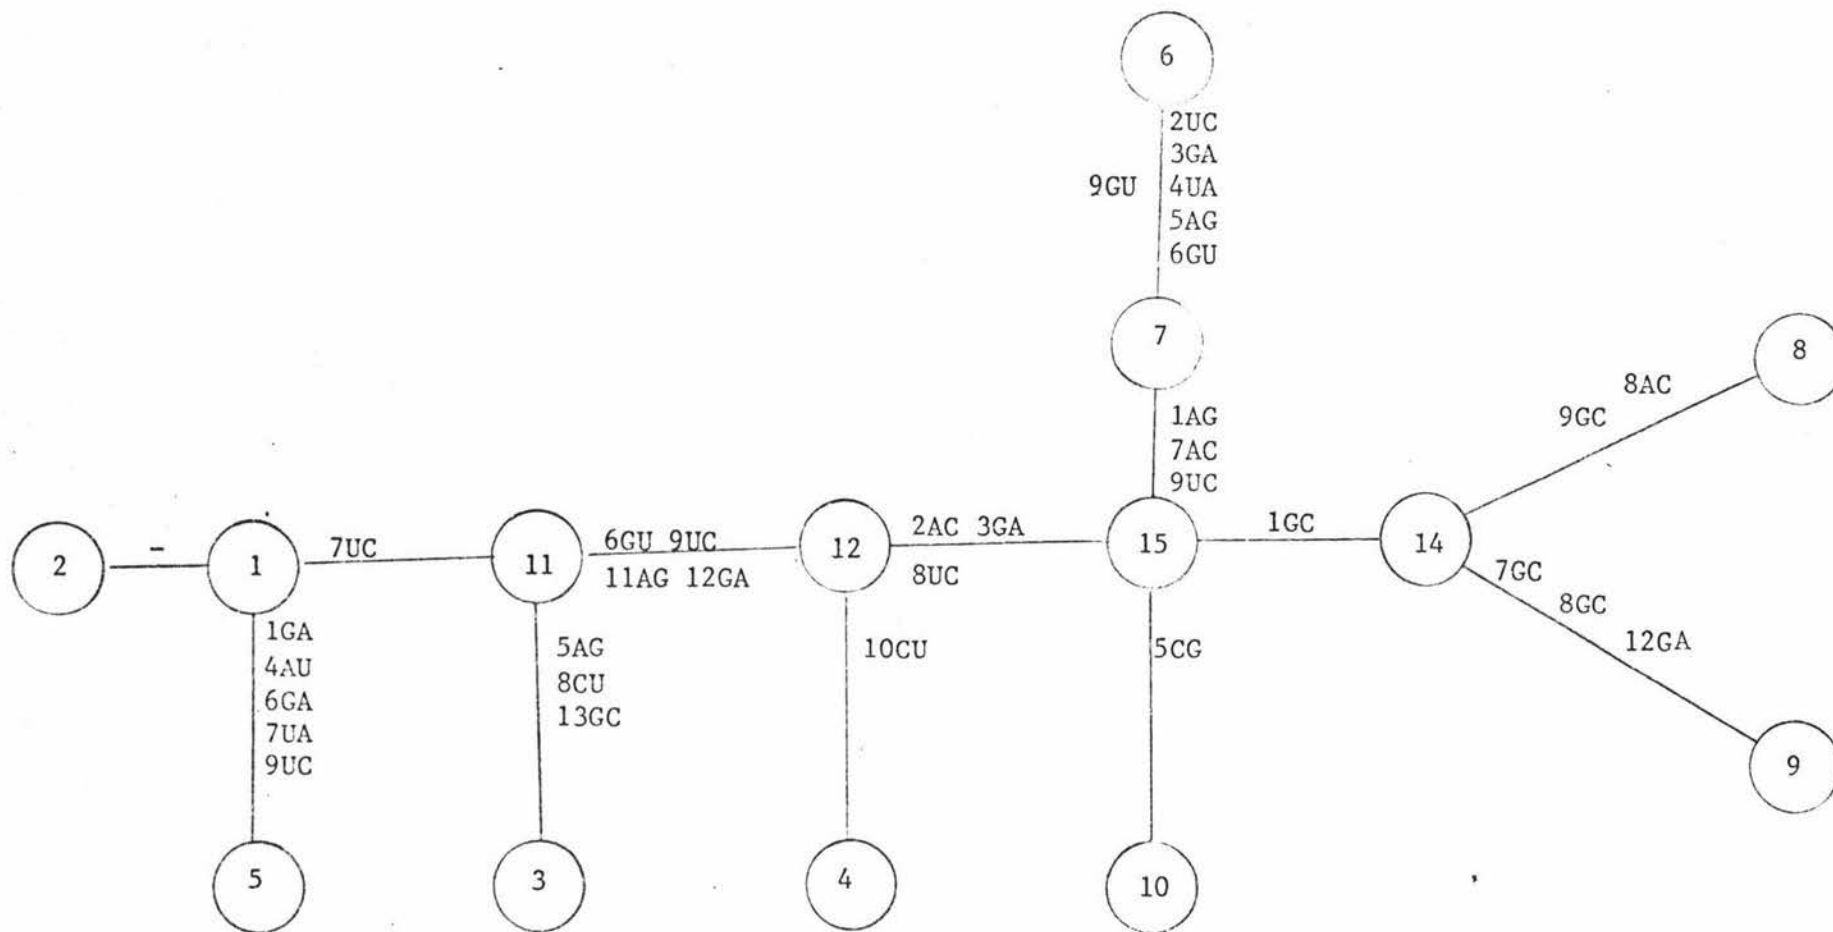 6
2UC
3GA
9GU 4UA
5AG
6GU
7
8
8AC
9GC
1AG
7AC
9UC
2 – 1 7UC 11 6GU 9UC 12 2AC 3GA 15 1GC 14
11AG 12GA 8UC 7GC
8GC
12GA
1GA
4AU
6GA
7UA
9UC
5AG
8CU
13GC
10CU
5CG
9
5 3 4 10